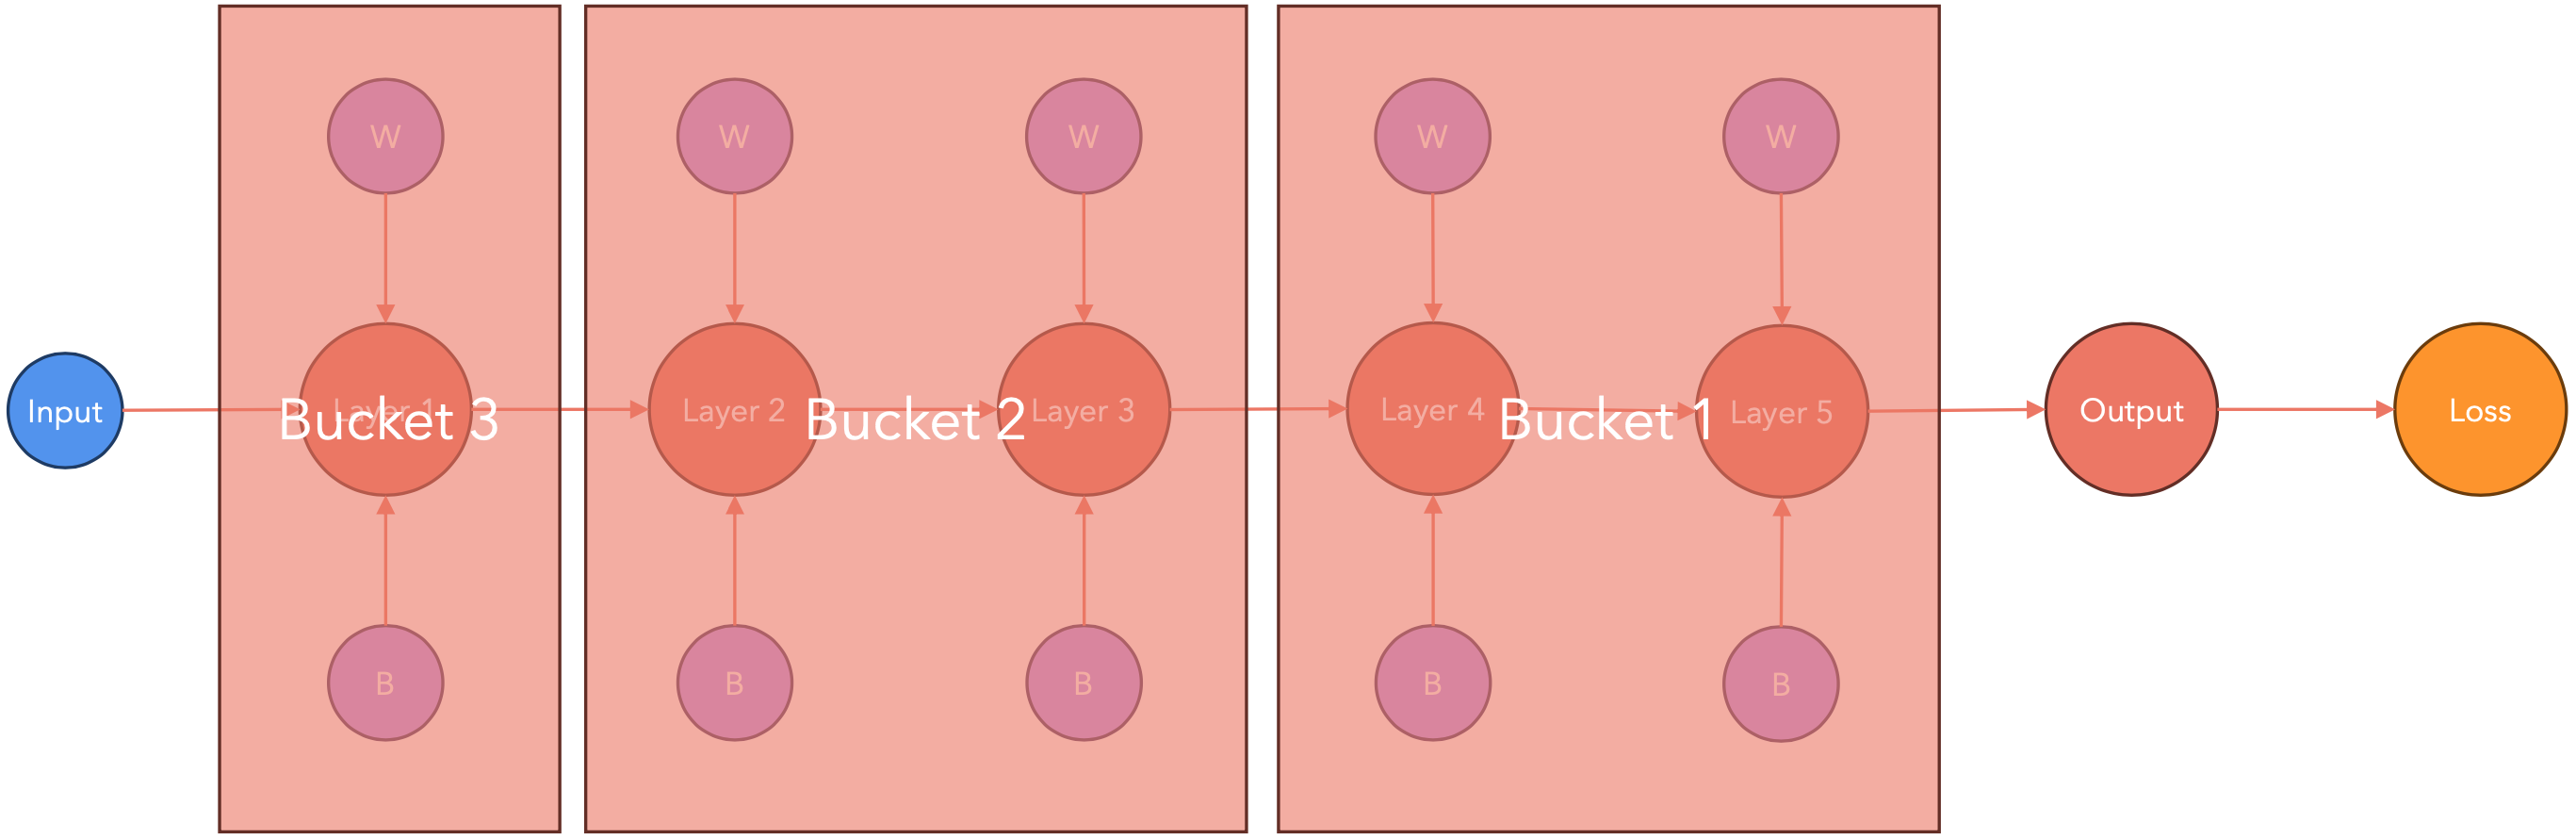 W
W
W
W
W
Input
Layer 1
Bucket 3
Layer 2
Bucket 2
Layer 3
Layer 4
Bucket 1
Layer 5
Output
Loss
B
B
B
B
B